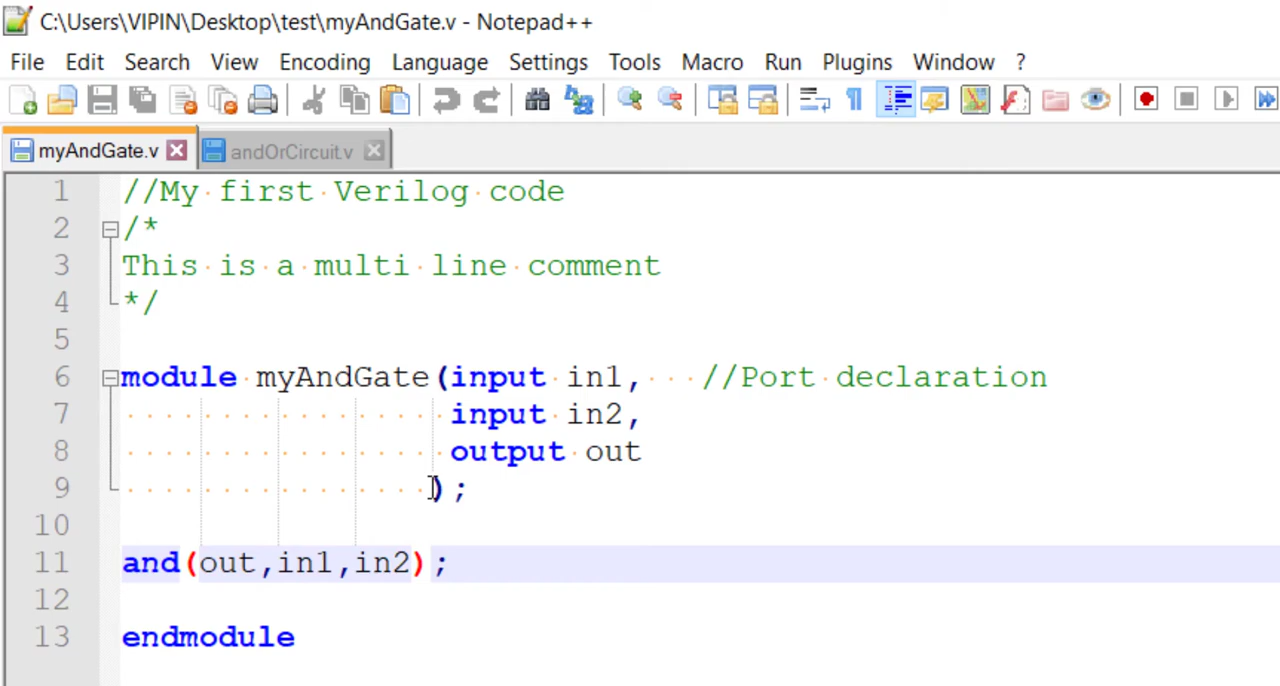 C:\Users\VIPIN\Desktop\test\myAndGate.v - Notepad++
File Edit Search View Encoding Language Settings Tools Macro Run Plugins Window ?
myAndGate.v andOrCircuit.v
1 //My first Verilog code
2 /*
3 This is a multi line comment
4 */
5
6 module myAndGate(input in1, //Port declaration
7 input in2,
8 output out
9 );
10
11 and(out,in1,in2);
12
13 endmodule